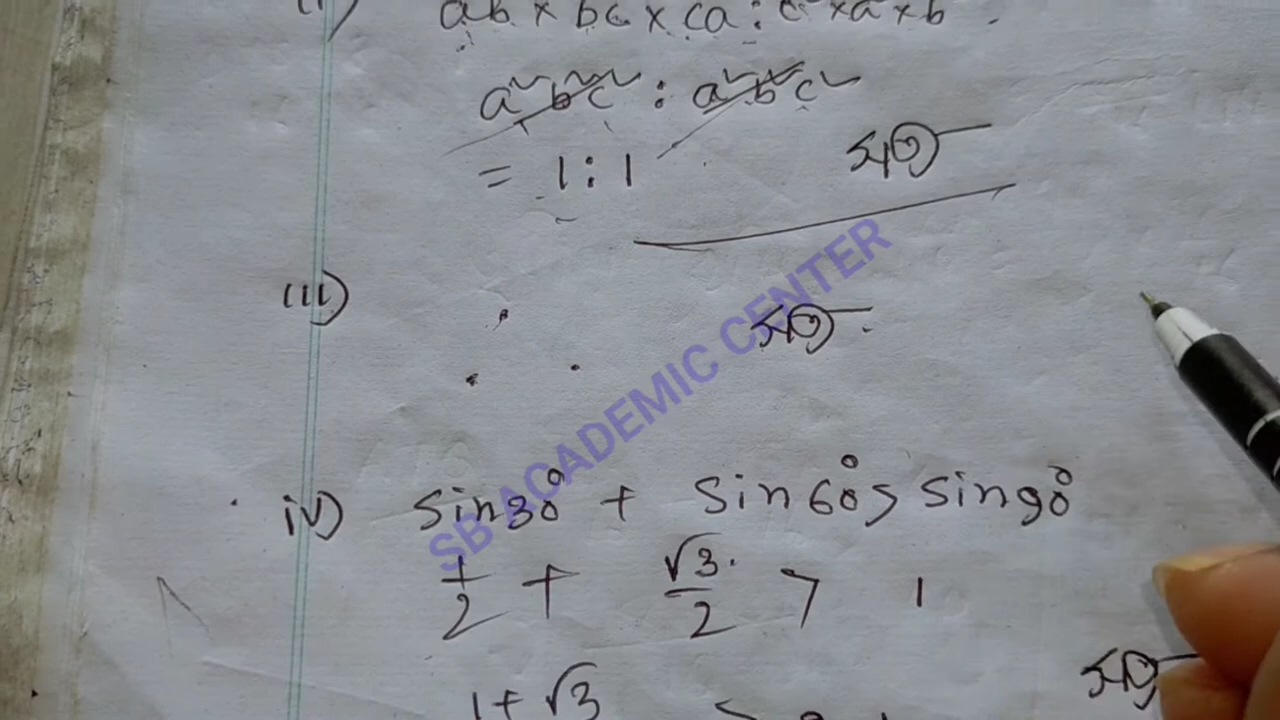 ab × bc × ca : c² × a² × b² .
a²b²c² : a²b²c²
= 1 : 1 সত্য
iii) সত্য
iv) sin30° + sin60° > sin90°
1/2 + √3/2 > 1
সত্য
1 + √3
SB ACADEMIC CENTER